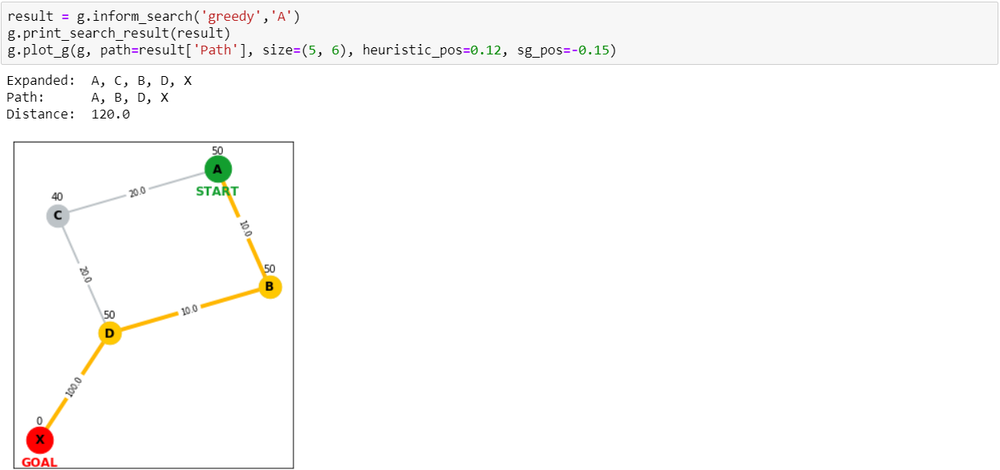 result = g.inform_search('greedy','A')
g.print_search_result(result)
g.plot_g(g, path=result['Path'], size=(5, 6), heuristic_pos=0.12, sg_pos=-0.15)
Expanded:  A, C, B, D, X
Path:      A, B, D, X
Distance:  120.0
50
A
START
20.0
40
C
10.0
50
B
20.0
10.0
50
D
100.0
0
X
GOAL